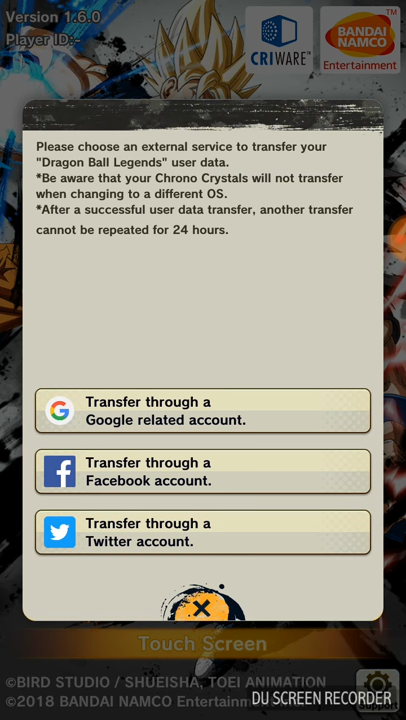 Version 1.6.0
Player ID:-
CRIWARE™
BANDAI
NAMCO
TM
Entertainment
Please choose an external service to transfer your
"Dragon Ball Legends" user data.
*Be aware that your Chrono Crystals will not transfer
when changing to a different OS.
*After a successful user data transfer, another transfer
cannot be repeated for 24 hours.
Transfer through a
Google related account.
Transfer through a
Facebook account.
Transfer through a
Twitter account.
Touch Screen
©BIRD STUDIO / SHUEISHA, TOEI ANIMATION
©2018 BANDAI NAMCO Entertainm
DU SCREEN RECORDER